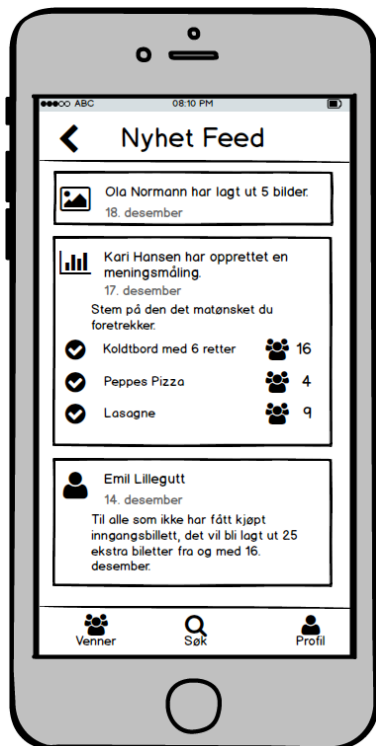 ABC 08:10 PM
Nyhet Feed
Ola Normann har lagt ut 5 bilder.
18. desember
Kari Hansen har opprettet en
meningsmåling.
17. desember
Stem på den det matønsket du
foretrekker.
Koldtbord med 6 retter 16
Peppes Pizza 4
Lasagne 9
Emil Lillegutt
14. desember
Til alle som ikke har fått kjøpt
inngangsbillett, det vil bli lagt ut 25
ekstra biletter fra og med 16.
desember.
Venner Søk Profil